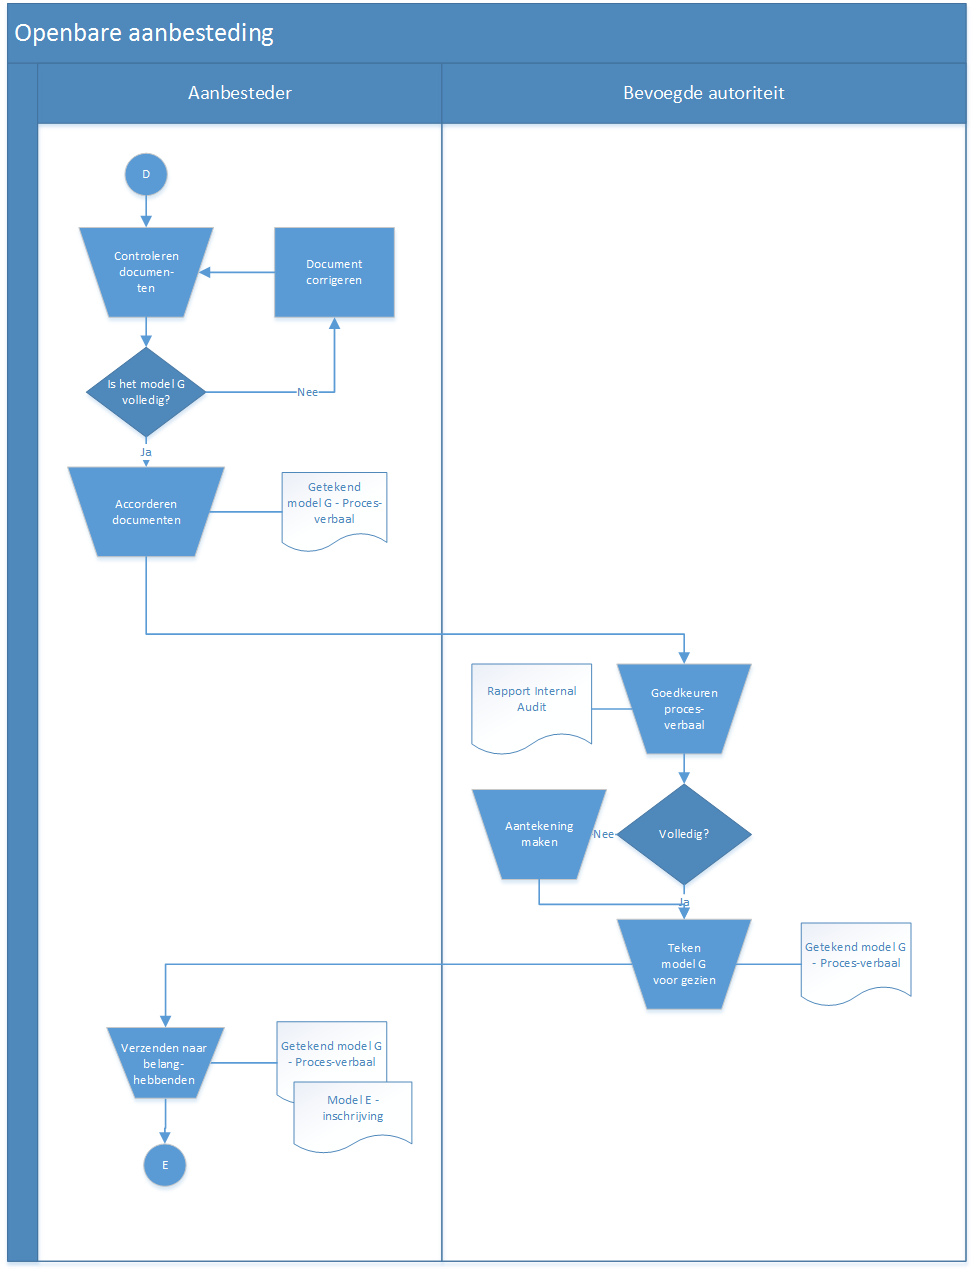 Openbare aanbesteding
Aanbesteder
Bevoegde autoriteit
D
Controleren
documen-
ten
Document
corrigeren
Is het model G
volledig?
Nee
Ja
Accorderen
documenten
Getekend
model G - Proces-
verbaal
Rapport Internal
Audit
Goedkeuren
proces-
verbaal
Aantekening
maken
Nee
Volledig?
Ja
Teken
model G
voor gezien
Getekend model G
- Proces-verbaal
Verzenden naar
belang-
hebbenden
Getekend model G
- Proces-verbaal
Model E -
inschrijving
E